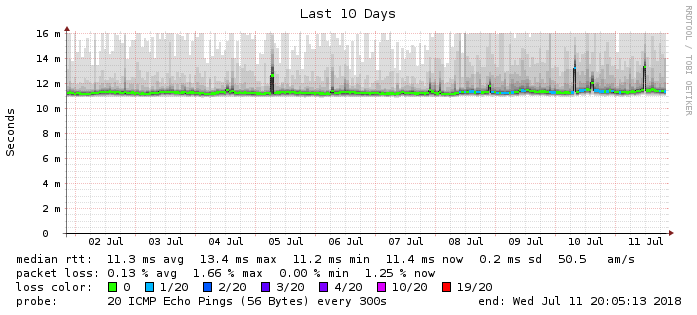 Last 10 Days
RRDTOOL / TOBI OETIKER
Seconds
16 m
14 m
12 m
10 m
8 m
6 m
4 m
2 m
0
02 Jul 03 Jul 04 Jul 05 Jul 06 Jul 07 Jul 08 Jul 09 Jul 10 Jul 11 Jul
median rtt: 11.3 ms avg 13.4 ms max 11.2 ms min 11.4 ms now 0.2 ms sd 50.5 am/s
packet loss: 0.13 % avg 1.66 % max 0.00 % min 1.25 % now
loss color: 0 1/20 2/20 3/20 4/20 10/20 19/20
probe: 20 ICMP Echo Pings (56 Bytes) every 300s end: Wed Jul 11 20:05:13 2018